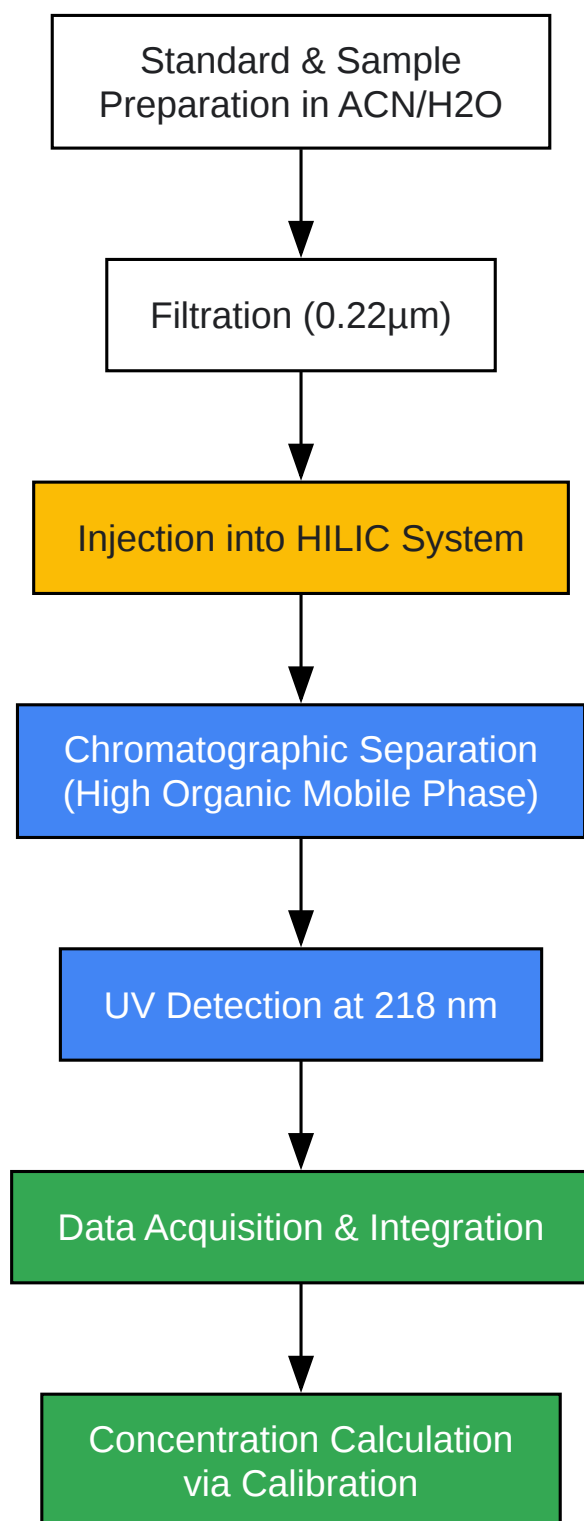 Standard & Sample
Preparation in ACN/H2O
Filtration (0.22µm)
Injection into HILIC System
Chromatographic Separation
(High Organic Mobile Phase)
UV Detection at 218 nm
Data Acquisition & Integration
Concentration Calculation
via Calibration